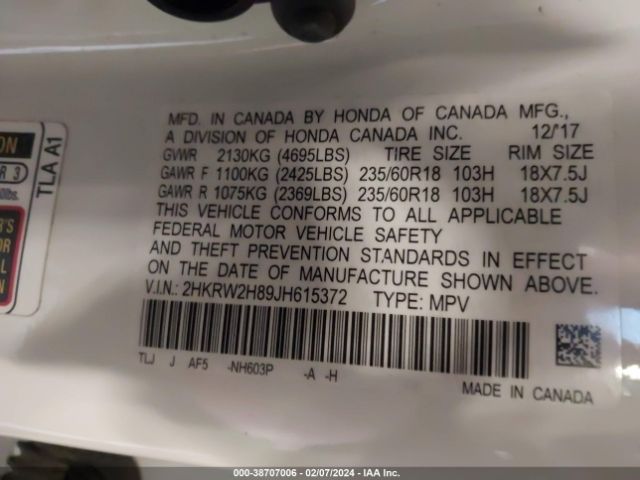 MFD. IN CANADA BY HONDA OF CANADA MFG.,
A DIVISION OF HONDA CANADA INC. 12/'17
GVWR 2130KG (4695LBS) TIRE SIZE RIM SIZE
GAWR F 1100KG (2425LBS) 235/60R18 103H 18X7.5J
GAWR R 1075KG (2369LBS) 235/60R18 103H 18X7.5J
THIS VEHICLE CONFORMS TO ALL APPLICABLE
FEDERAL MOTOR VEHICLE SAFETY
AND THEFT PREVENTION STANDARDS IN EFFECT
ON THE DATE OF MANUFACTURE SHOWN ABOVE.
V.I.N.: 2HKRW2H89JH615372 TYPE: MPV
TLJ J AF5 -NH603P -A -H
MADE IN CANADA
TLA A1
ON
R 3
lbs.
R'S
OR
L
N
000-38707006 - 02/07/2024 - IAA Inc.